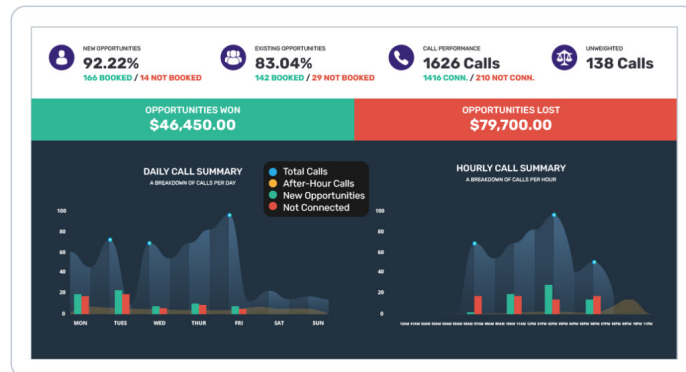 NEW OPPORTUNITIES
92.22%
166 BOOKED / 14 NOT BOOKED
EXISTING OPPORTUNITIES
83.04%
142 BOOKED / 29 NOT BOOKED
CALL PERFORMANCE
1626 Calls
1416 CONN. / 210 NOT CONN.
UNWEIGHTED
138 Calls
OPPORTUNITIES WON
$46,450.00
OPPORTUNITIES LOST
$79,700.00
DAILY CALL SUMMARY
A BREAKDOWN OF CALLS PER DAY
Total Calls
After-Hour Calls
New Opportunities
Not Connected
100
80
60
40
20
0
MON TUES WED THUR FRI SAT SUN
HOURLY CALL SUMMARY
A BREAKDOWN OF CALLS PER HOUR
100
80
60
40
20
0